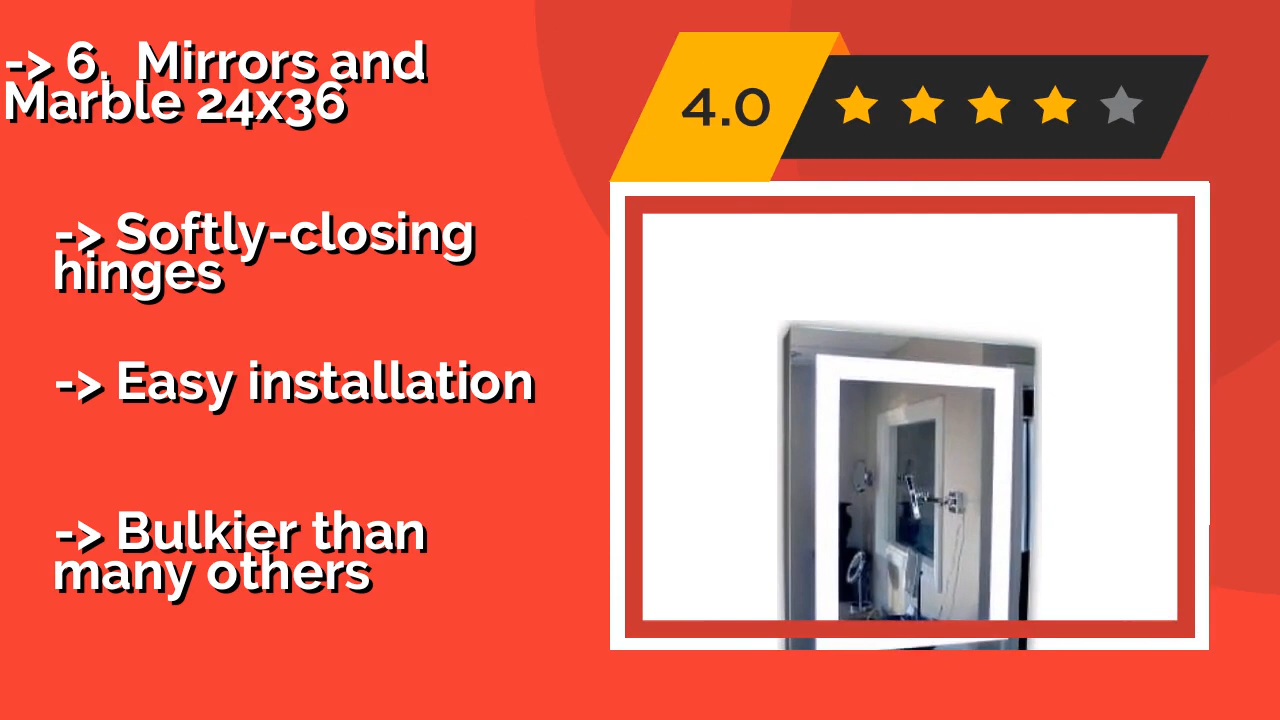 -> 6. Mirrors and
Marble 24x36
4.0
-> Softly-closing
hinges
-> Easy installation
-> Bulkier than
many others